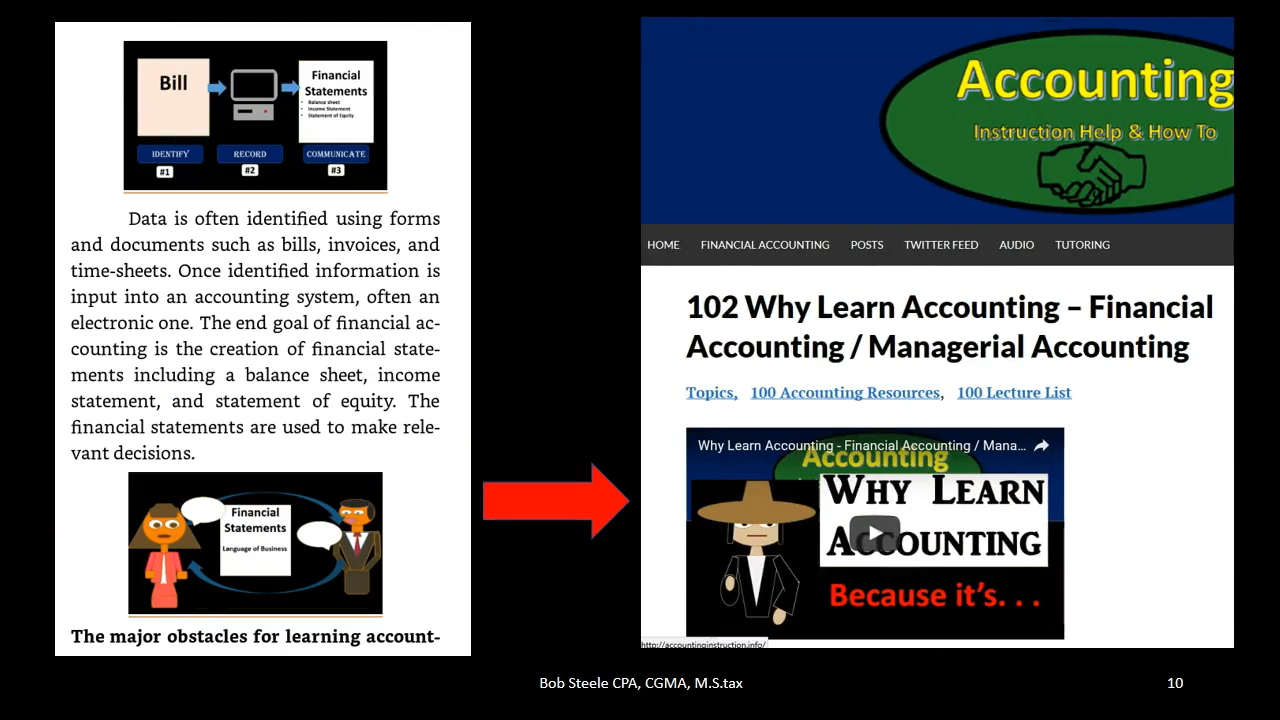 Bill
Financial
Statements
• Balance sheet
• Income Statement
• Statement of Equity
IDENTIFY
RECORD
COMMUNICATE
#1
#2
#3
Data is often identified using forms
and documents such as bills, invoices, and
time-sheets. Once identified information is
input into an accounting system, often an
electronic one. The end goal of financial ac-
counting is the creation of financial state-
ments including a balance sheet, income
statement, and statement of equity. The
financial statements are used to make rele-
vant decisions.
Financial
Statements
Language of Business
The major obstacles for learning account-
Accounting
Instruction Help & How To
HOME FINANCIAL ACCOUNTING POSTS TWITTER FEED AUDIO TUTORING
102 Why Learn Accounting – Financial
Accounting / Managerial Accounting
Topics, 100 Accounting Resources, 100 Lecture List
Why Learn Accounting - Financial Accounting / Mana...
Accounting
WHY LEARN
ACCOUNTING
Because it's. . .
http://accountinginstruction.info/
Bob Steele CPA, CGMA, M.S.tax
10